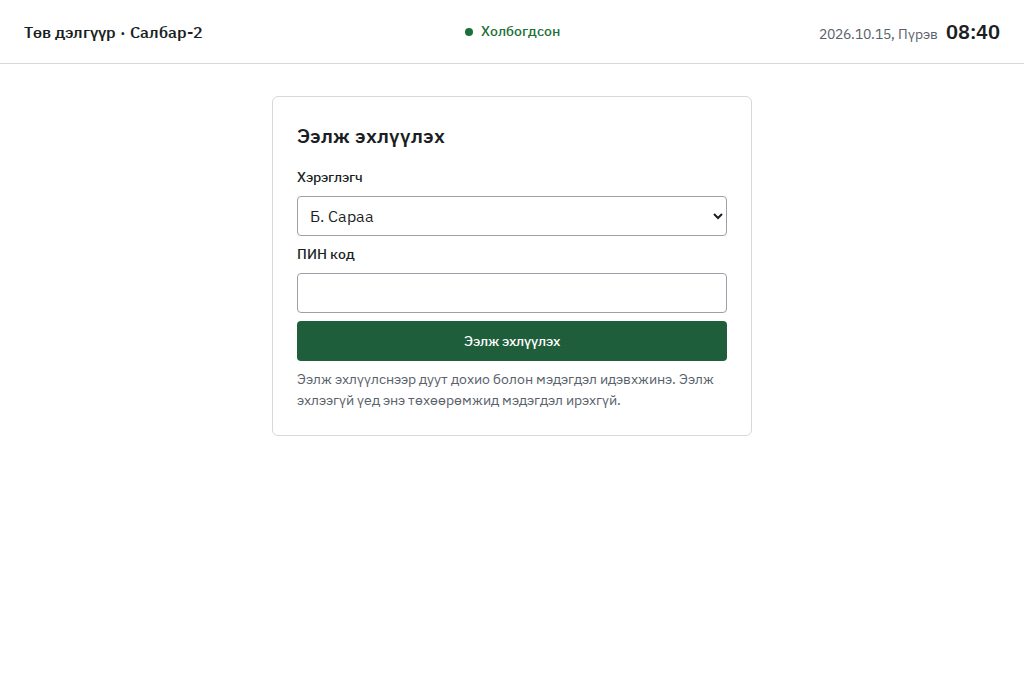 Төв дэлгүүр · Салбар-2
Холбогдсон
2026.10.15, Пүрэв 08:40
Ээлж эхлүүлэх
Хэрэглэгч
Б. Сараа
ПИН код
Ээлж эхлүүлэх
Ээлж эхлүүлснээр дуут дохио болон мэдэгдэл идэвхжинэ. Ээлж
эхлээгүй үед энэ төхөөрөмжид мэдэгдэл ирэхгүй.